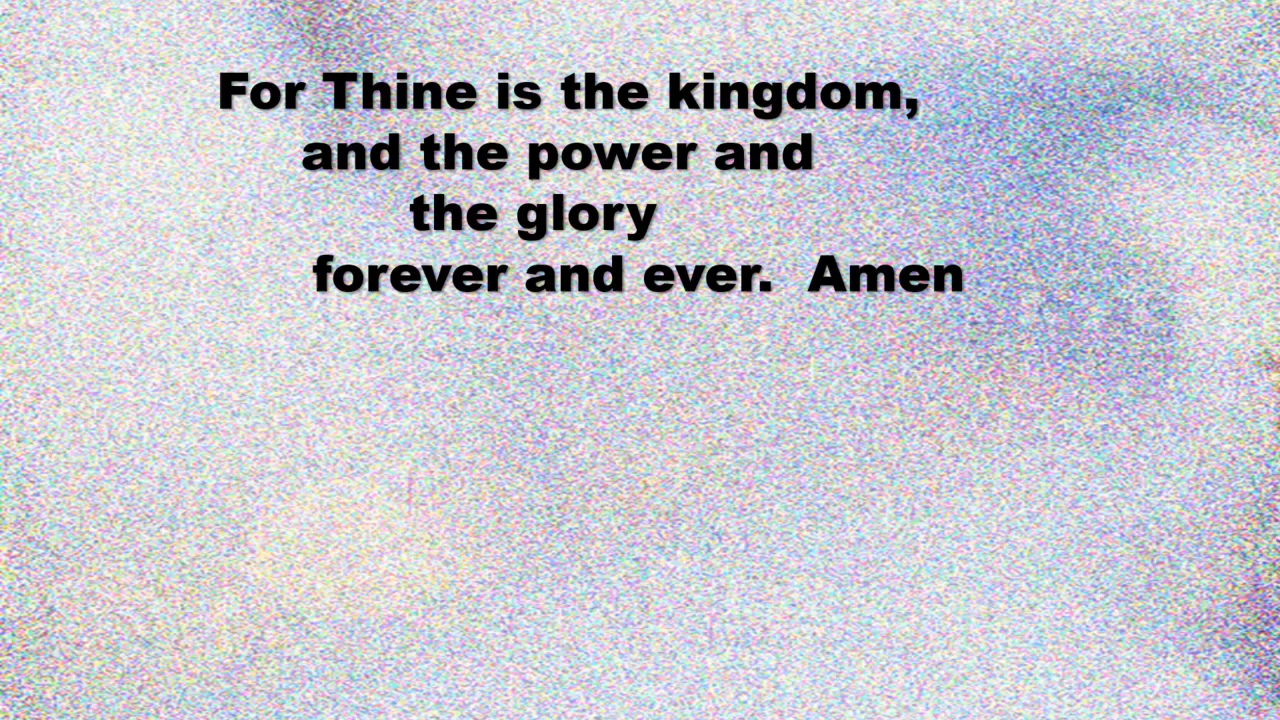 For Thine is the kingdom,
and the power and
the glory
forever and ever.  Amen